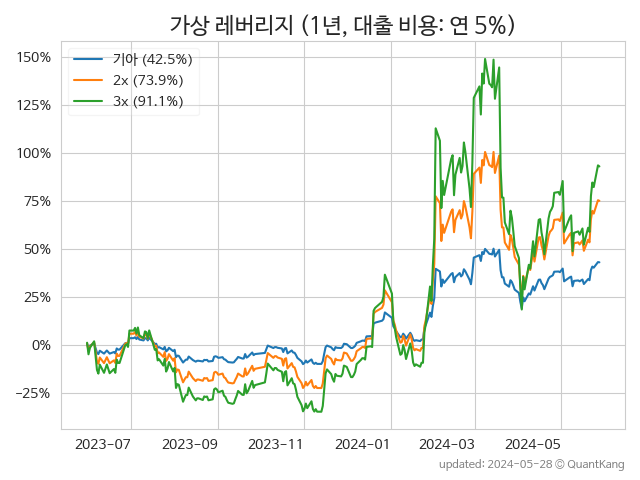 가상 레버리지 (1년, 대출 비용: 연 5%)
기아 (42.5%)
2x (73.9%)
3x (91.1%)
150%
125%
100%
75%
50%
25%
0%
−25%
2023−07
2023−09
2023−11
2024−01
2024−03
2024−05
updated: 2024-05-28 © QuantKang